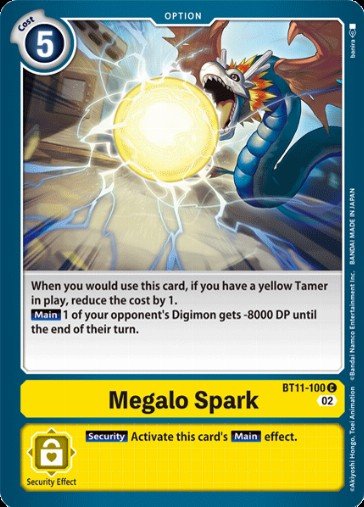 OPTION
Cost
5
banira
When you would use this card, if you have a yellow Tamer
in play, reduce the cost by 1.
Main 1 of your opponent's Digimon gets -8000 DP until
the end of their turn.
BT11-100 C
Megalo Spark
02
Security Activate this card's Main effect.
Security Effect
©Akiyoshi Hongo, Toei Animation ©Bandai Namco Entertainment Inc. BANDAI MADE IN JAPAN